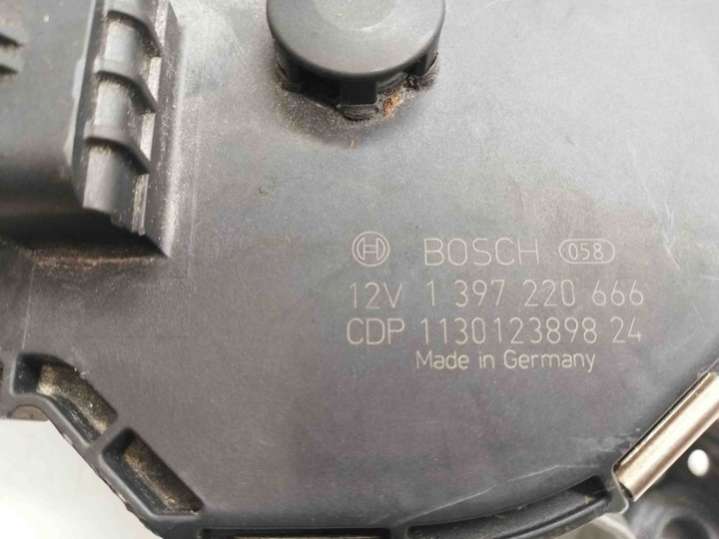 BOSCH 058
12V 1 397 220 666
CDP 1130123898 24
Made in Germany